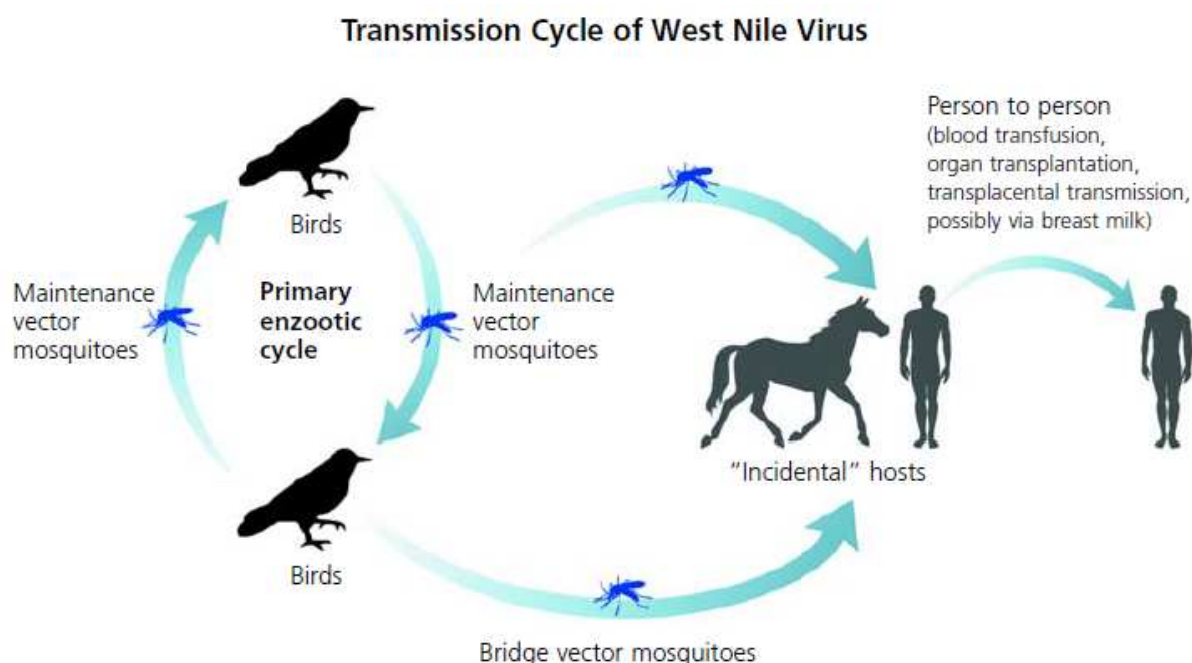 Transmission Cycle of West Nile Virus
Person to person
(blood transfusion,
organ transplantation,
transplacental transmission,
possibly via breast milk)
Birds
Maintenance
vector
mosquitoes
Primary
enzootic
cycle
Maintenance
vector
mosquitoes
"Incidental" hosts
Birds
Bridge vector mosquitoes